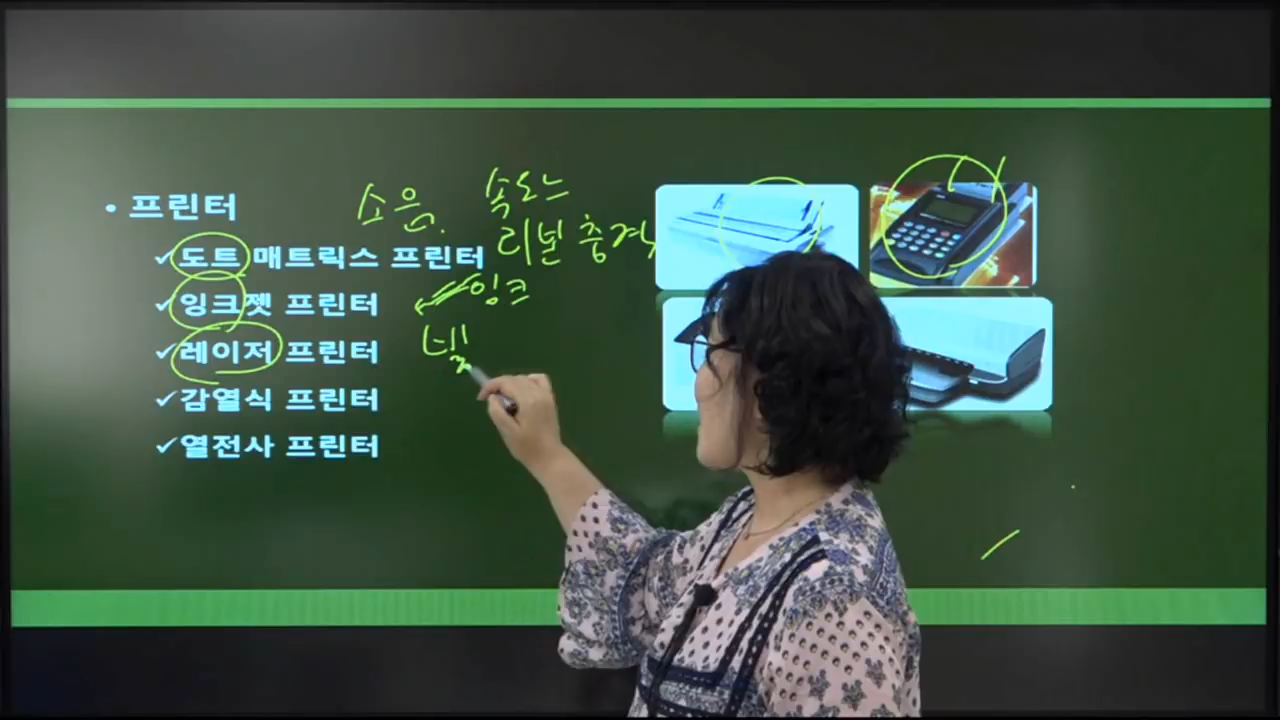 • 프린터
소음
속도느
✓도트 매트릭스 프린터
리본 충격
✓잉크젯 프린터
잉크
✓레이저 프린터
✓감열식 프린터
✓열전사 프린터